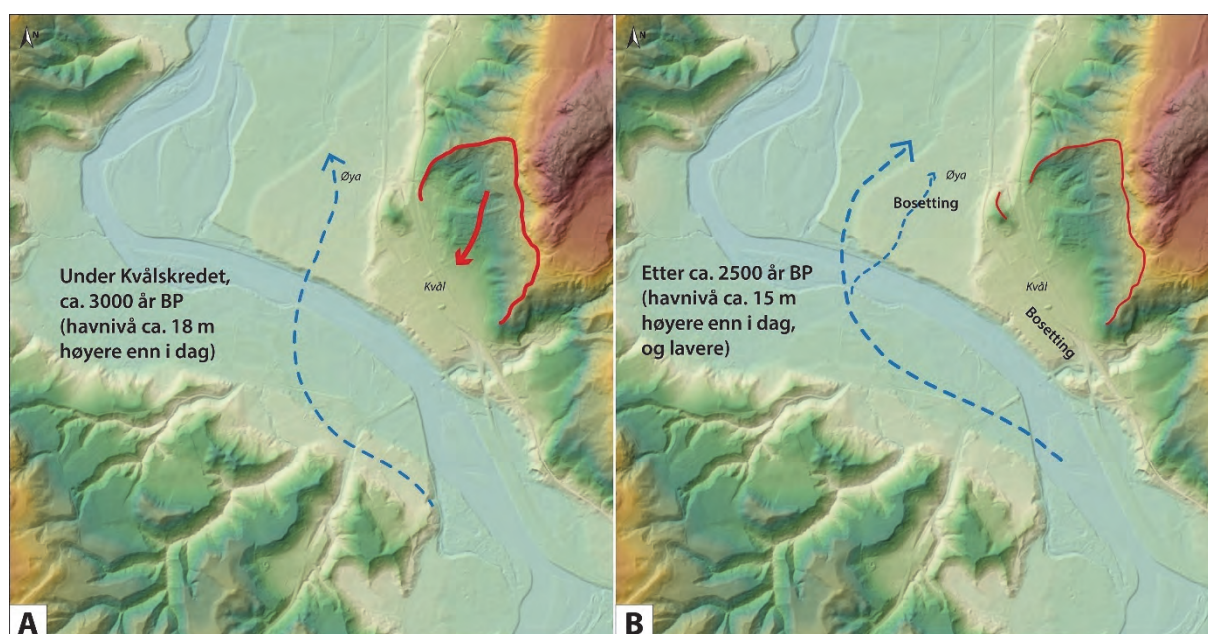 N
Øya
Under Kvålskredet,
ca. 3000 år BP
(havnivå ca. 18 m
høyere enn i dag)
Kvål
A
N
Øya
Bosetting
Etter ca. 2500 år BP
(havnivå ca. 15 m
høyere enn i dag,
og lavere)
Kvål
Bosetting
B